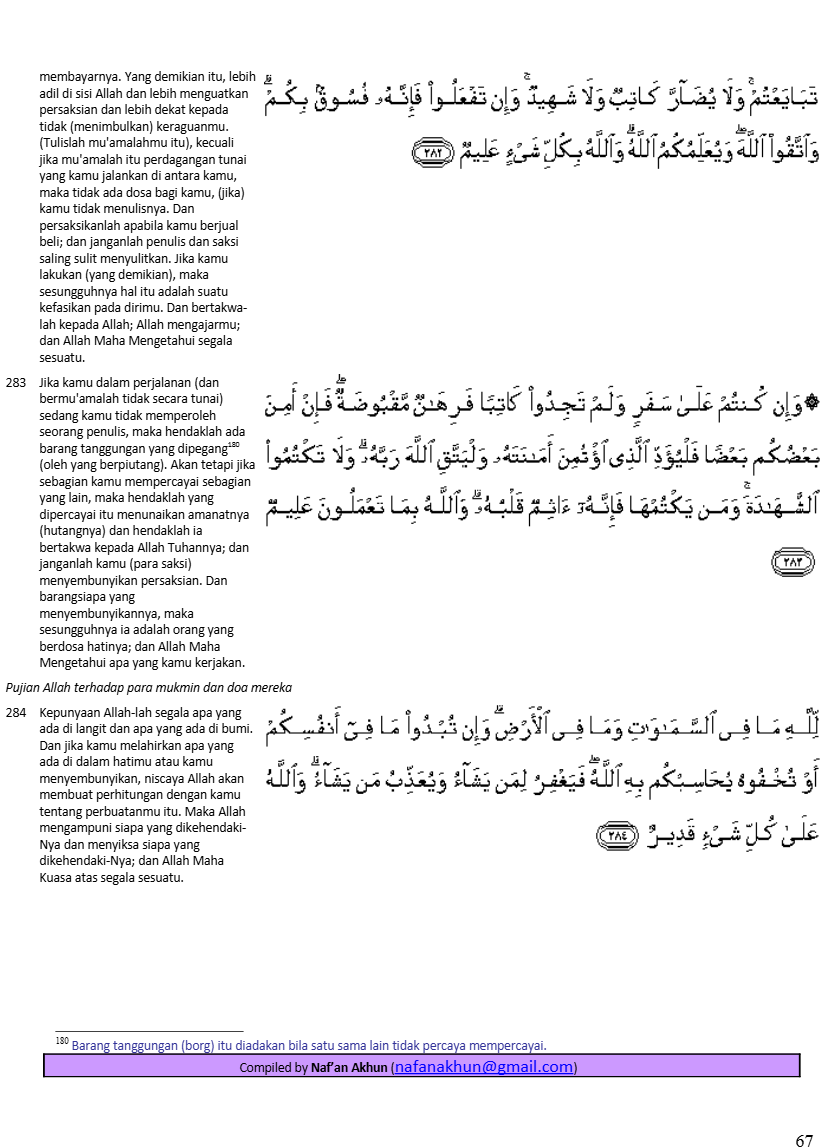 membayarnya. Yang demikian itu, lebih
adil di sisi Allah dan lebih menguatkan
persaksian dan lebih dekat kepada
tidak (menimbulkan) keraguanmu.
(Tulislah mu'amalahmu itu), kecuali
jika mu'amalah itu perdagangan tunai
yang kamu jalankan di antara kamu,
maka tidak ada dosa bagi kamu, (jika)
kamu tidak menulisnya. Dan
persaksikanlah apabila kamu berjual
beli; dan janganlah penulis dan saksi
saling sulit menyulitkan. Jika kamu
lakukan (yang demikian), maka
sesungguhnya hal itu adalah suatu
kefasikan pada dirimu. Dan bertakwa-
lah kepada Allah; Allah mengajarmu;
dan Allah Maha Mengetahui segala
sesuatu.
تَبَايَعْتُمْ ۚ وَلَا يُضَآرَّ كَاتِبٌ وَلَا شَهِيدٌ ۚ وَإِن تَفْعَلُوا۟ فَإِنَّهُۥ فُسُوقٌۢ بِكُمْ ۗ
وَٱتَّقُوا۟ ٱللَّهَ ۖ وَيُعَلِّمُكُمُ ٱللَّهُ ۗ وَٱللَّهُ بِكُلِّ شَىْءٍ عَلِيمٌ ٢٨٢
283 Jika kamu dalam perjalanan (dan
bermu'amalah tidak secara tunai)
sedang kamu tidak memperoleh
seorang penulis, maka hendaklah ada
barang tanggungan yang dipegang180
(oleh yang berpiutang). Akan tetapi jika
sebagian kamu mempercayai sebagian
yang lain, maka hendaklah yang
dipercayai itu menunaikan amanatnya
(hutangnya) dan hendaklah ia
bertakwa kepada Allah Tuhannya; dan
janganlah kamu (para saksi)
menyembunyikan persaksian. Dan
barangsiapa yang
menyembunyikannya, maka
sesungguhnya ia adalah orang yang
berdosa hatinya; dan Allah Maha
Mengetahui apa yang kamu kerjakan.
۞ وَإِن كُنتُمْ عَلَىٰ سَفَرٍ وَلَمْ تَجِدُوا۟ كَاتِبًا فَرِهَـٰنٌ مَّقْبُوضَةٌ ۖ فَإِنْ أَمِنَ
بَعْضُكُم بَعْضًا فَلْيُؤَدِّ ٱلَّذِى ٱؤْتُمِنَ أَمَـٰنَتَهُۥ وَلْيَتَّقِ ٱللَّهَ رَبَّهُۥ ۗ وَلَا تَكْتُمُوا۟
ٱلشَّهَـٰدَةَ ۚ وَمَن يَكْتُمْهَا فَإِنَّهُۥٓ ءَاثِمٌ قَلْبُهُۥ ۗ وَٱللَّهُ بِمَا تَعْمَلُونَ عَلِيمٌ
٢٨٣
Pujian Allah terhadap para mukmin dan doa mereka
284 Kepunyaan Allah-lah segala apa yang
ada di langit dan apa yang ada di bumi.
Dan jika kamu melahirkan apa yang
ada di dalam hatimu atau kamu
menyembunyikan, niscaya Allah akan
membuat perhitungan dengan kamu
tentang perbuatanmu itu. Maka Allah
mengampuni siapa yang dikehendaki-
Nya dan menyiksa siapa yang
dikehendaki-Nya; dan Allah Maha
Kuasa atas segala sesuatu.
لِّلَّهِ مَا فِى ٱلسَّمَـٰوَٰتِ وَمَا فِى ٱلْأَرْضِ ۗ وَإِن تُبْدُوا۟ مَا فِىٓ أَنفُسِكُمْ
أَوْ تُخْفُوهُ يُحَاسِبْكُم بِهِ ٱللَّهُ ۖ فَيَغْفِرُ لِمَن يَشَآءُ وَيُعَذِّبُ مَن يَشَآءُ ۗ وَٱللَّهُ
عَلَىٰ كُلِّ شَىْءٍ قَدِيرٌ ٢٨٤
180 Barang tanggungan (borg) itu diadakan bila satu sama lain tidak percaya mempercayai.
Compiled by Naf’an Akhun (nafanakhun@gmail.com)
67